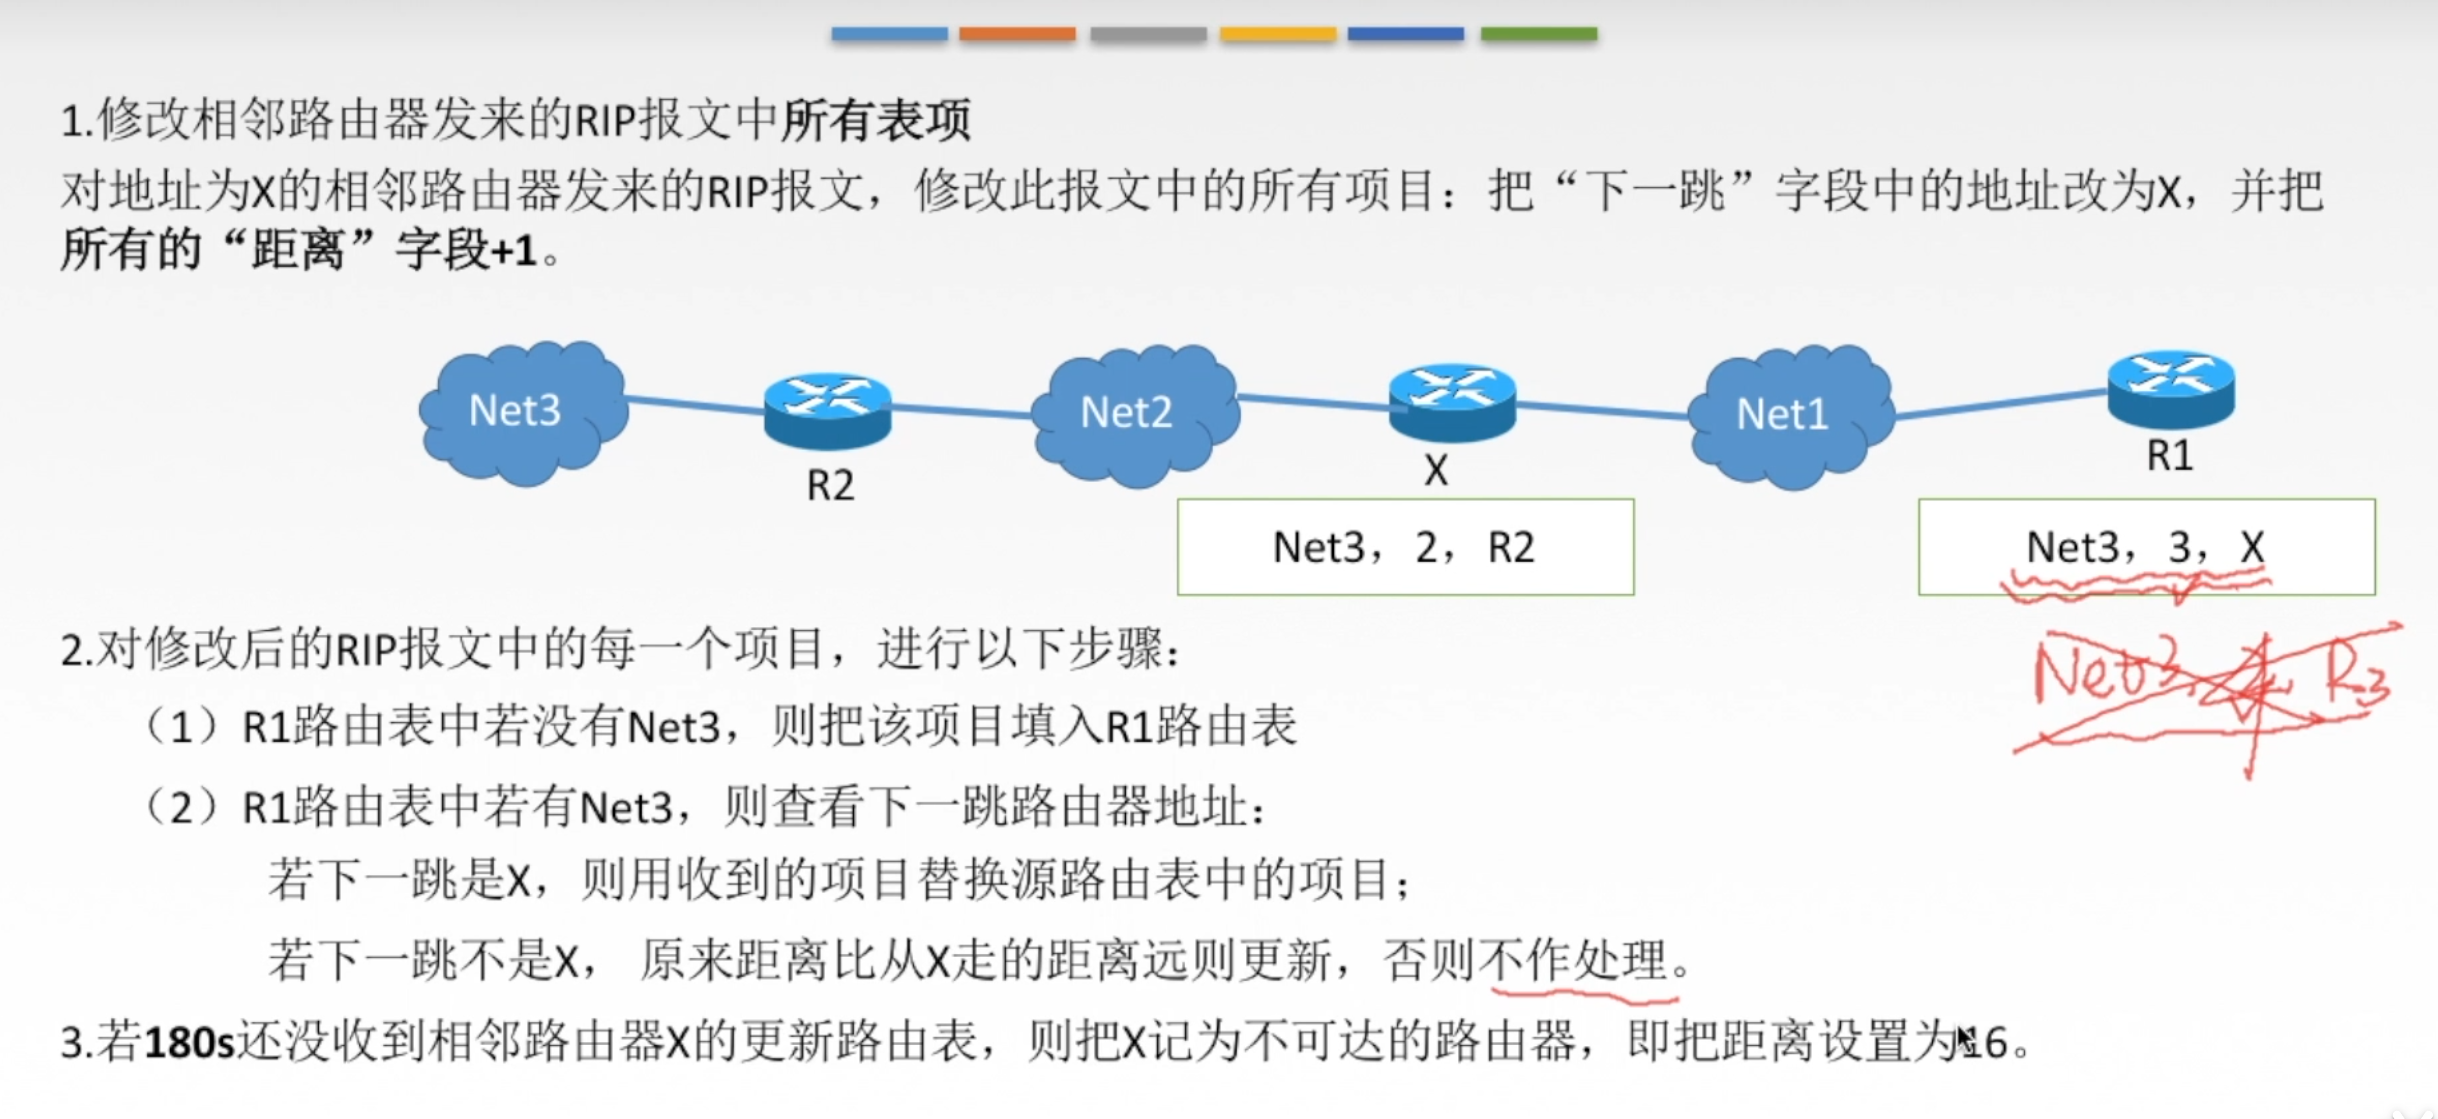 1.修改相邻路由器发来的RIP报文中所有表项
对地址为X的相邻路由器发来的RIP报文，修改此报文中的所有项目：把“下一跳”字段中的地址改为X，并把
所有的“距离”字段+1。
Net3
R2
Net2
X
Net1
R1
Net3，2，R2
Net3，3，X
Net3,
R3
2.对修改后的RIP报文中的每一个项目，进行以下步骤：
（1）R1路由表中若没有Net3，则把该项目填入R1路由表
（2）R1路由表中若有Net3，则查看下一跳路由器地址：
若下一跳是X，则用收到的项目替换源路由表中的项目；
若下一跳不是X， 原来距离比从X走的距离远则更新，否则不作处理。
3.若180s还没收到相邻路由器X的更新路由表，则把X记为不可达的路由器，即把距离设置为16。